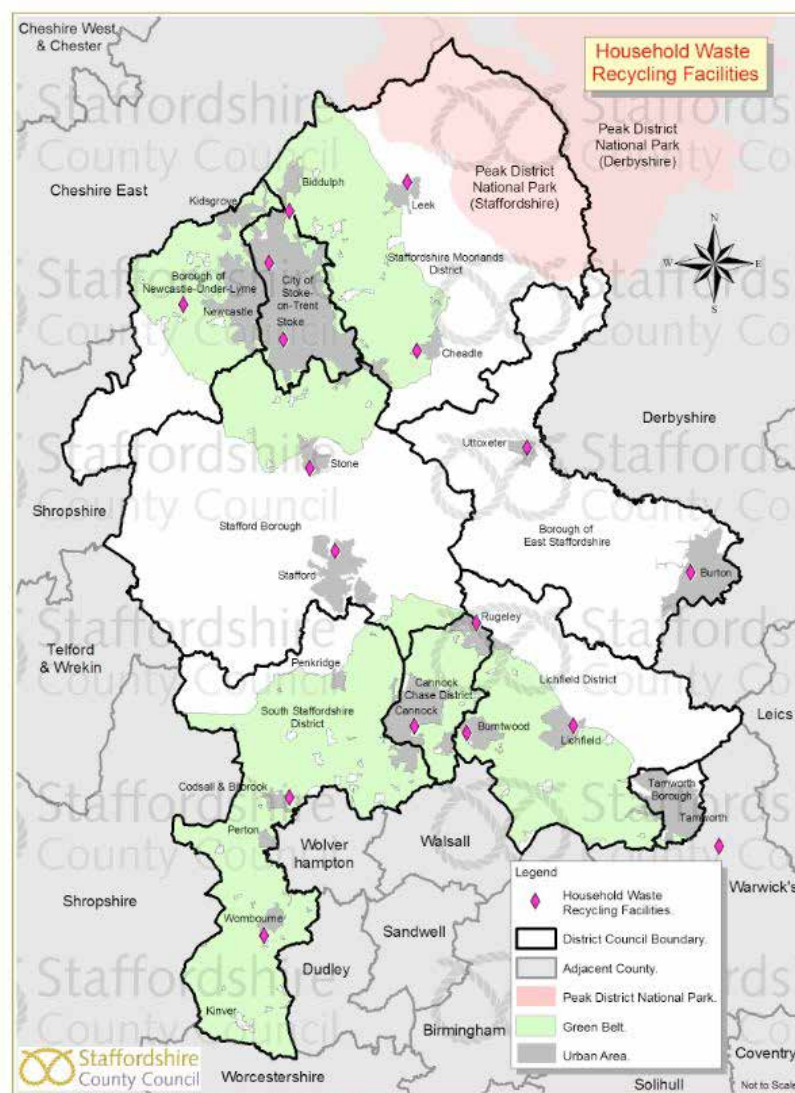 Cheshire West
& Chester
Household Waste
Recycling Facilities
Staffordshire
County Council
Peak District
National Park
(Derbyshire)
Peak District
National Park
(Staffordshire)
Cheshire East
Biddulph
Kidsgrove
Leek
Staffordshire Moorlands
District
N
W
E
S
Borough of
Newcastle-Under-Lyme
City of
Stoke-
on-Trent
Newcastle
Stoke
Cheadle
Derbyshire
Uttoxeter
Stone
Shropshire
Stafford Borough
Borough of
East Staffordshire
Stafford
Burton
Rugeley
Telford
& Wrekin
Penkridge
Cannock
Chase District
Lichfield District
South Staffordshire
District
Cannock
Leics
Burntwood
Lichfield
Codsall & Bilbrook
Tamworth
Borough
Tamworth
Perton
Wolver
hampton
Walsall
Warwick's
Shropshire
Wombourne
Sandwell
Dudley
Kinver
Birmingham
Legend
Household Waste
Recycling Facilities.
District Council Boundary.
Adjacent County.
Peak District National Park.
Green Belt.
Urban Area.
Staffordshire
County Council
Worcestershire
Solihull
Coventry
Not to Scale